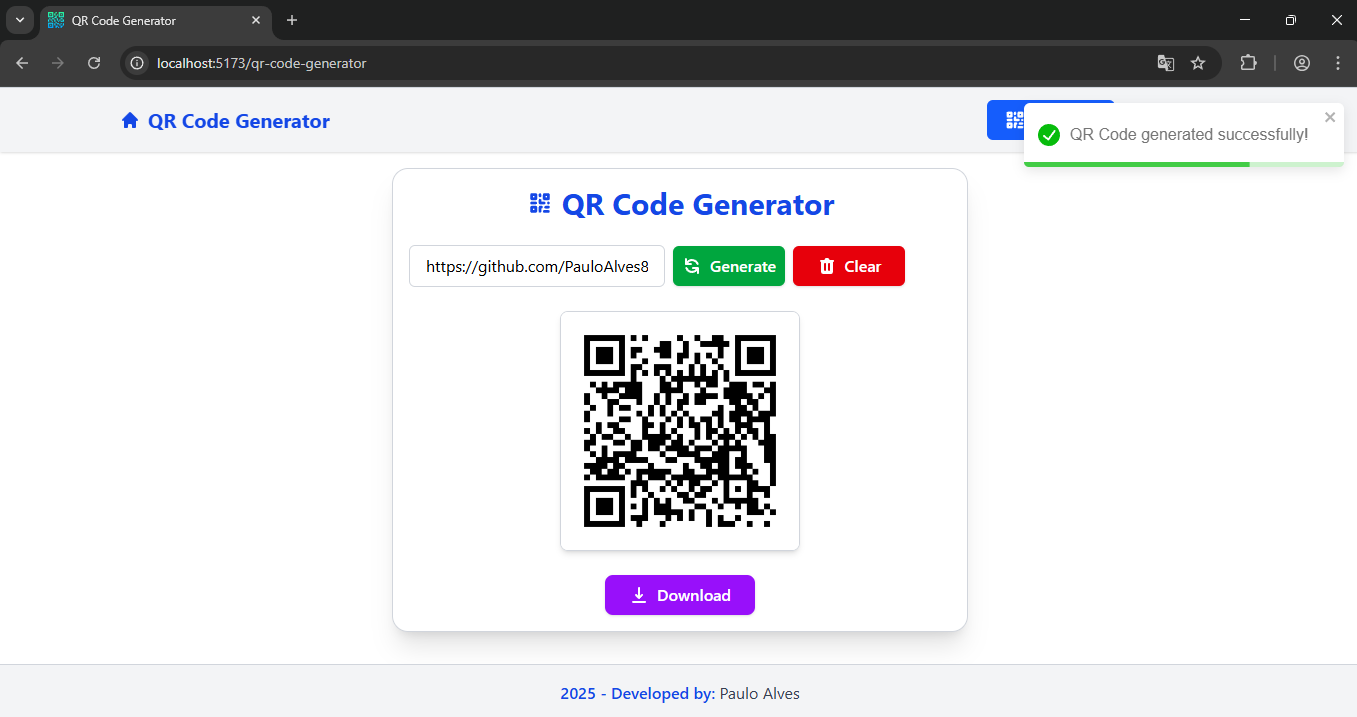 QR Code Generator
localhost:5173/qr-code-generator
QR Code Generator
QR Code generated successfully!
QR Code Generator
https://github.com/PauloAlves8
Generate
Clear
Download
2025 - Developed by: Paulo Alves